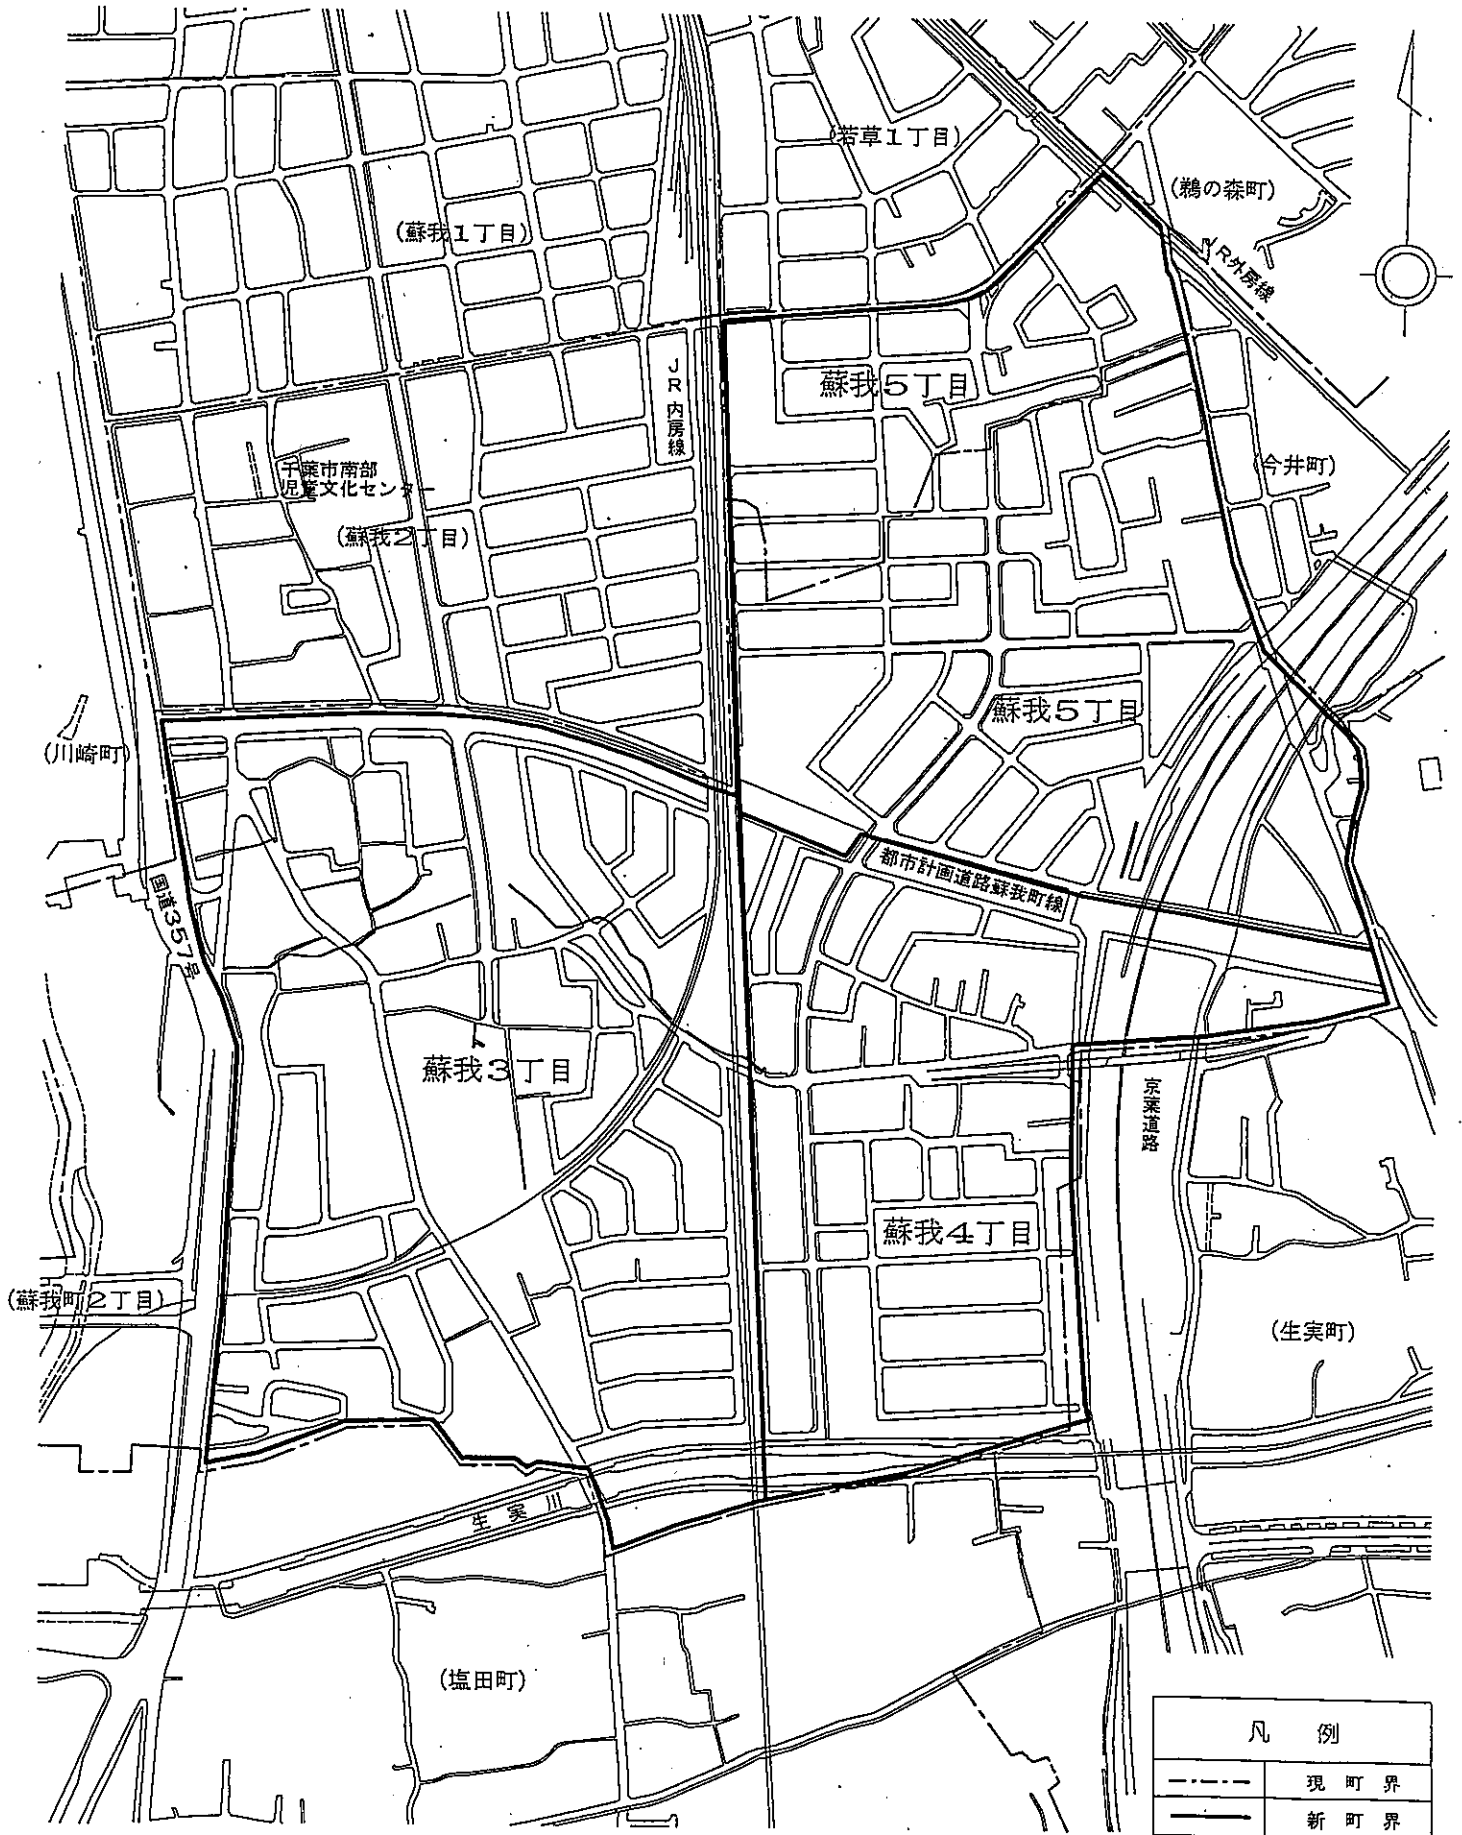 (若草1丁目)
(鵜の森町)
(蘇我1丁目)
JR外房線
JR内房線
蘇我5丁目
千葉市南部
児童文化センター
(今井町)
(蘇我2丁目)
蘇我5丁目
(川崎町)
都市計画道路蘇我町線
国道357号
蘇我3丁目
京葉道路
蘇我4丁目
(蘇我町2丁目)
(生実町)
生実川
(塩田町)
凡例
現町界
新町界